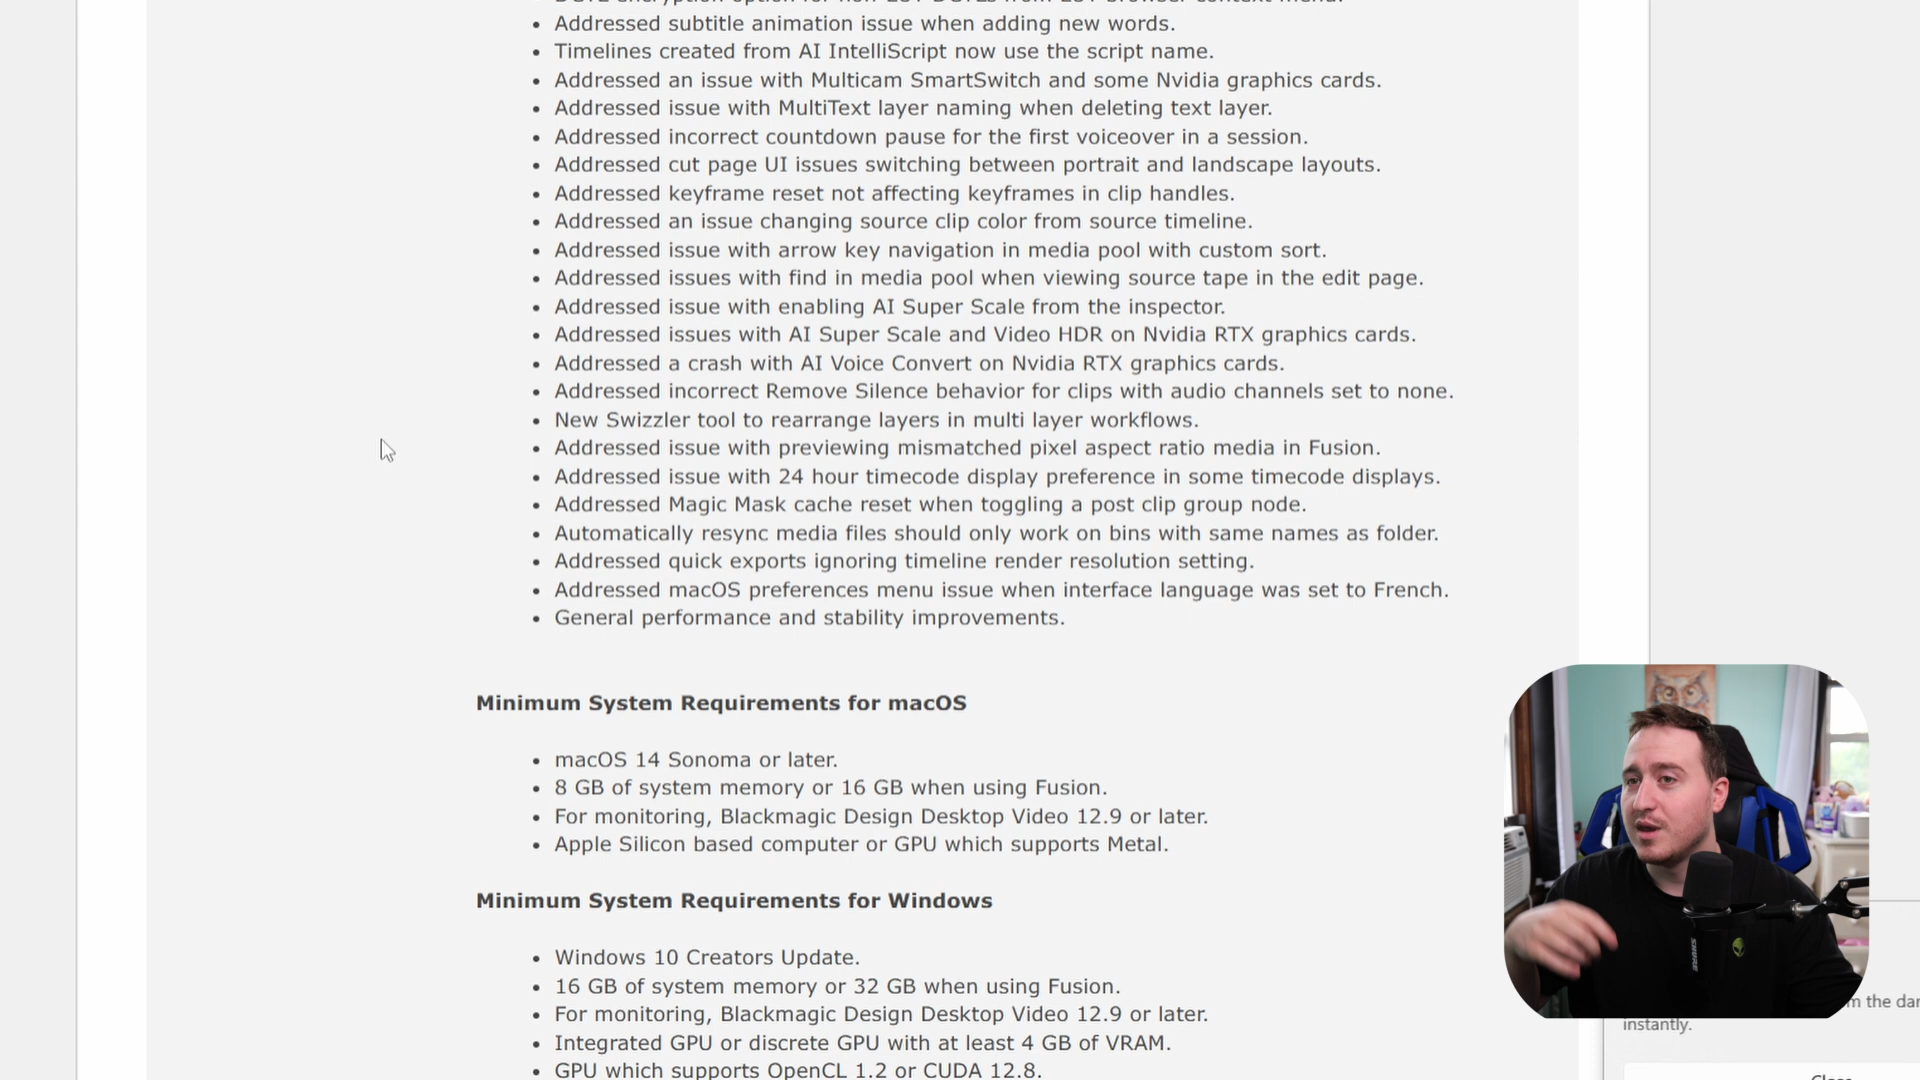 Addressed subtitle animation issue when adding new words.
Timelines created from AI IntelliScript now use the script name.
Addressed an issue with Multicam SmartSwitch and some Nvidia graphics cards.
Addressed issue with MultiText layer naming when deleting text layer.
Addressed incorrect countdown pause for the first voiceover in a session.
Addressed cut page UI issues switching between portrait and landscape layouts.
Addressed keyframe reset not affecting keyframes in clip handles.
Addressed an issue changing source clip color from source timeline.
Addressed issue with arrow key navigation in media pool with custom sort.
Addressed issues with find in media pool when viewing source tape in the edit page.
Addressed issue with enabling AI Super Scale from the inspector.
Addressed issues with AI Super Scale and Video HDR on Nvidia RTX graphics cards.
Addressed a crash with AI Voice Convert on Nvidia RTX graphics cards.
Addressed incorrect Remove Silence behavior for clips with audio channels set to none.
New Swizzler tool to rearrange layers in multi layer workflows.
Addressed issue with previewing mismatched pixel aspect ratio media in Fusion.
Addressed issue with 24 hour timecode display preference in some timecode displays.
Addressed Magic Mask cache reset when toggling a post clip group node.
Automatically resync media files should only work on bins with same names as folder.
Addressed quick exports ignoring timeline render resolution setting.
Addressed macOS preferences menu issue when interface language was set to French.
General performance and stability improvements.
Minimum System Requirements for macOS
macOS 14 Sonoma or later.
8 GB of system memory or 16 GB when using Fusion.
For monitoring, Blackmagic Design Desktop Video 12.9 or later.
Apple Silicon based computer or GPU which supports Metal.
Minimum System Requirements for Windows
Windows 10 Creators Update.
16 GB of system memory or 32 GB when using Fusion.
For monitoring, Blackmagic Design Desktop Video 12.9 or later.
Integrated GPU or discrete GPU with at least 4 GB of VRAM.
GPU which supports OpenCL 1.2 or CUDA 12.8.
SHURE
the
instantly.